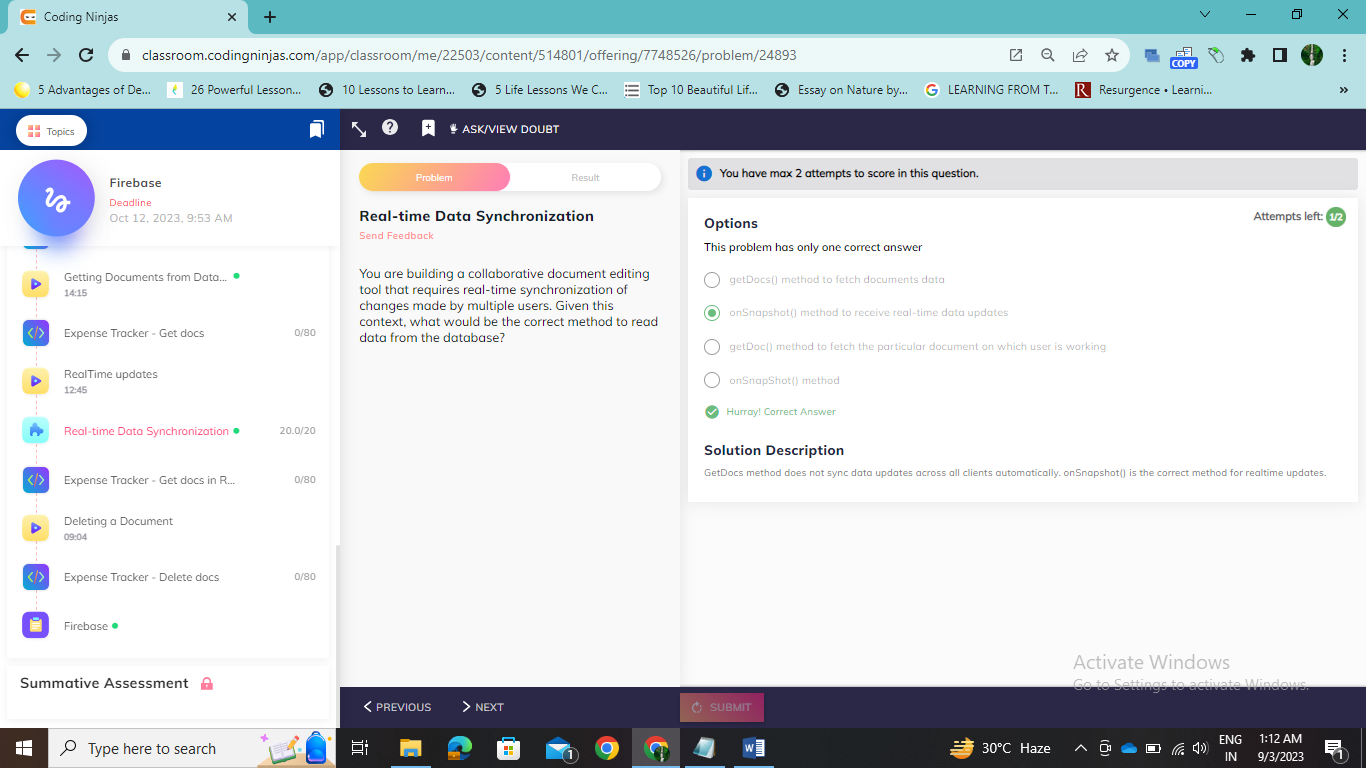 Coding Ninjas
classroom.codingninjas.com/app/classroom/me/22503/content/514801/offering/7748526/problem/24893
COPY
5 Advantages of De...
26 Powerful Lesson...
10 Lessons to Learn...
5 Life Lessons We C...
Top 10 Beautiful Lif...
Essay on Nature by...
LEARNING FROM T...
Resurgence • Learni...
»
Topics
ASK/VIEW DOUBT
Firebase
Deadline
Oct 12, 2023, 9:53 AM
Getting Documents from Data...
14:15
Expense Tracker - Get docs 0/80
RealTime updates
12:45
Real-time Data Synchronization 20.0/20
Expense Tracker - Get docs in R... 0/80
Deleting a Document
09:04
Expense Tracker - Delete docs 0/80
Firebase
Summative Assessment
Problem
Result
Real-time Data Synchronization
Send Feedback
You are building a collaborative document editing
tool that requires real-time synchronization of
changes made by multiple users. Given this
context, what would be the correct method to read
data from the database?
You have max 2 attempts to score in this question.
Options
Attempts left: 1/2
This problem has only one correct answer
getDocs() method to fetch documents data
onSnapshot() method to receive real-time data updates
getDoc() method to fetch the particular document on which user is working
onSnapShot() method
Hurray! Correct Answer
Solution Description
GetDocs method does not sync data updates across all clients automatically. onSnapshot() is the correct method for realtime updates.
Activate Windows
Go to Settings to activate Windows.
PREVIOUS
NEXT
SUBMIT
Type here to search
1
30°C Haze
ENG
IN
1:12 AM
9/3/2023
1